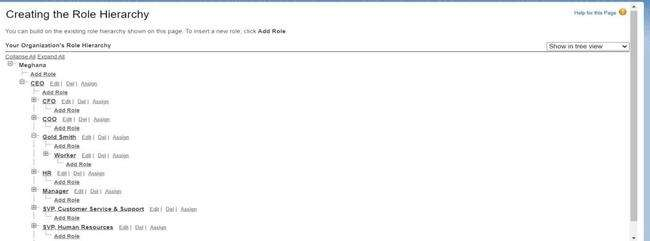 Creating the Role Hierarchy
Help for this Page
You can build on the existing role hierarchy shown on this page. To insert a new role, click Add Role.
Your Organization's Role Hierarchy
Show in tree view
Collapse All Expand All
Meghana
Add Role
CEO Edit | Del | Assign
Add Role
CFO Edit | Del | Assign
Add Role
COO Edit | Del | Assign
Add Role
Gold Smith Edit | Del | Assign
Add Role
Worker Edit | Del | Assign
Add Role
HR Edit | Del | Assign
Add Role
Manager Edit | Del | Assign
Add Role
SVP, Customer Service & Support Edit | Del | Assign
Add Role
SVP, Human Resources Edit | Del | Assign
Add Role